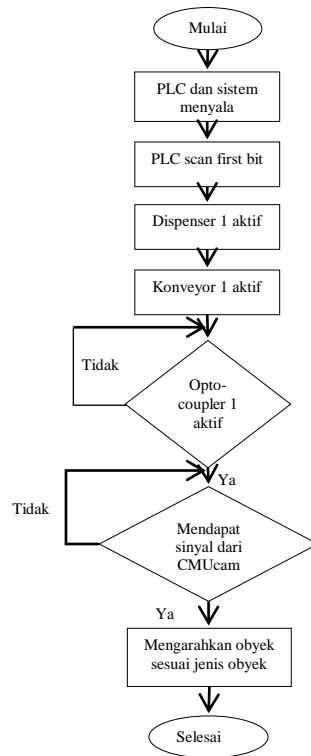 Mulai
PLC dan sistem
menyala
PLC scan first bit
Dispenser 1 aktif
Konveyor 1 aktif
Tidak
Opto-
coupler 1
aktif
Ya
Tidak
Mendapat
sinyal dari
CMUcam
Ya
Mengarahkan obyek
sesuai jenis obyek
Selesai